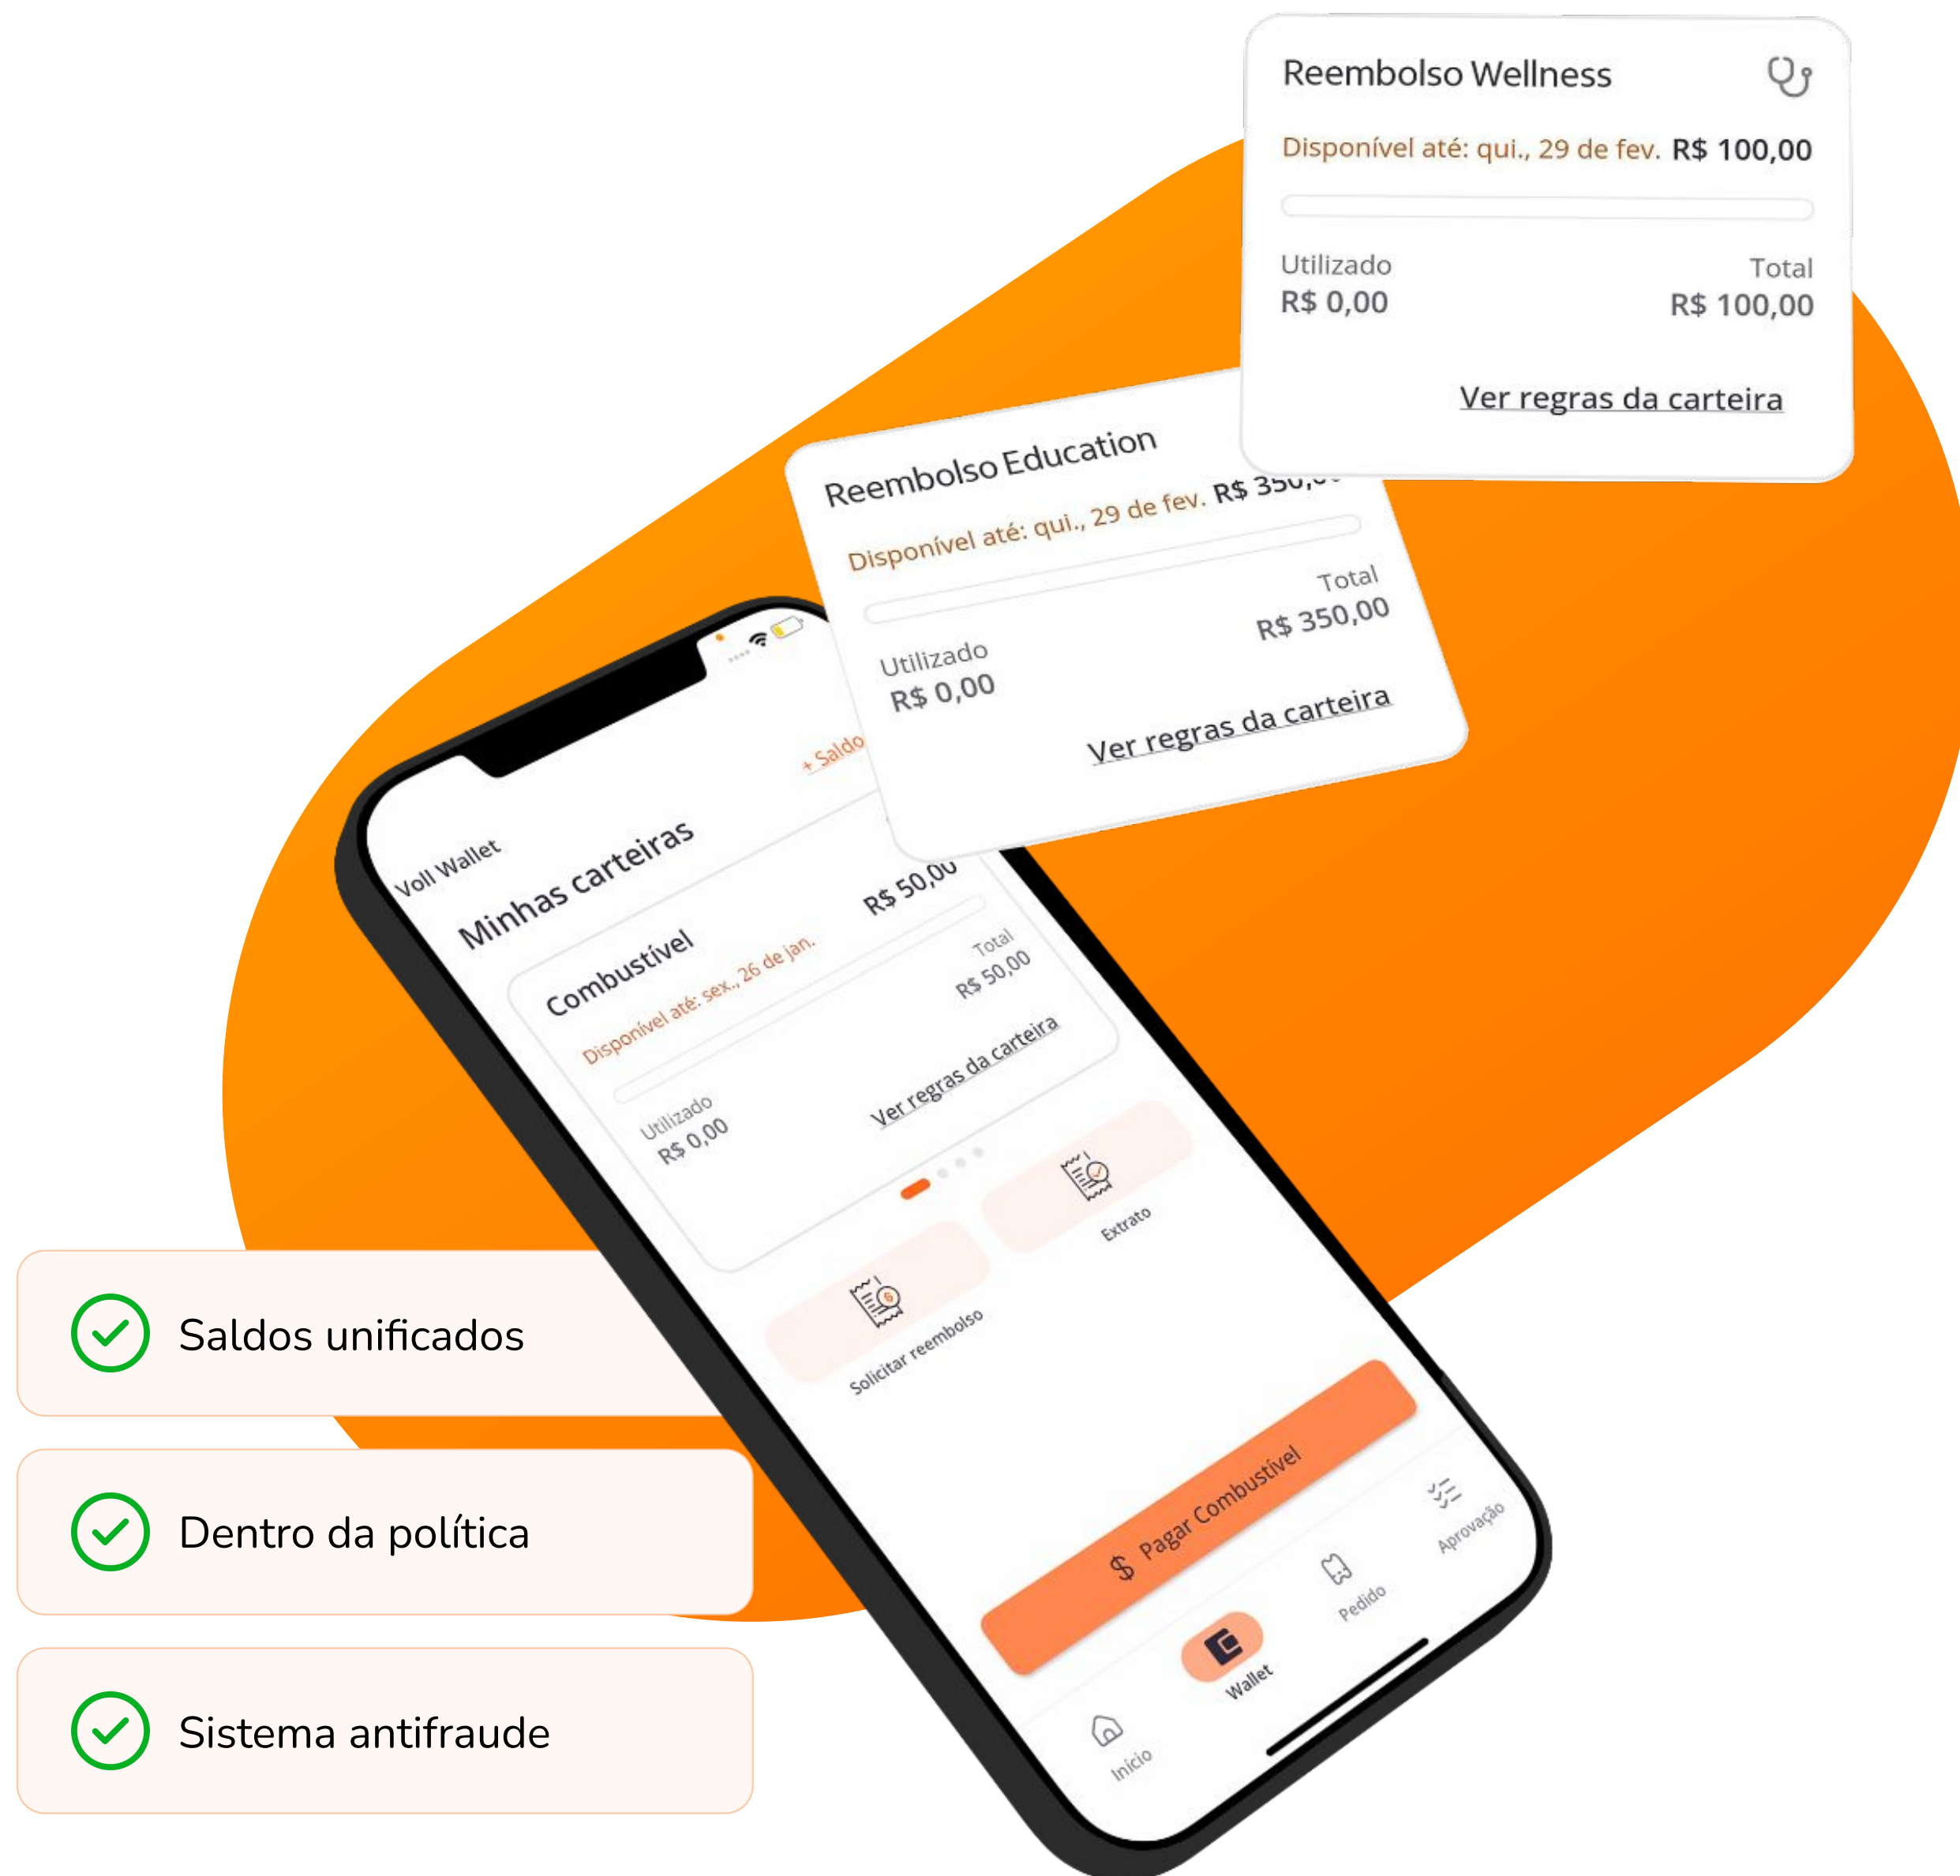 Reembolso Wellness
Disponível até: qui., 29 de fev. R$ 100,00
Utilizado
R$ 0,00
Total
R$ 100,00
Ver regras da carteira
Reembolso Education
Disponível até: qui., 29 de fev. R$
Total
R$ 350,00
Utilizado
R$ 0,00
Ver regras da carteira
+ Saldo
Voll Wallet
Minhas carteiras
Combustível
R$ 50,00
Disponível até: sex., 26 de jan.
Total
R$ 50,00
Utilizado
R$ 0,00
Ver regras da carteira
Extrato
Solicitar reembolso
$ Pagar Combustível
Início
Wallet
Pedido
Aprovação
Saldos unificados
Dentro da política
Sistema antifraude